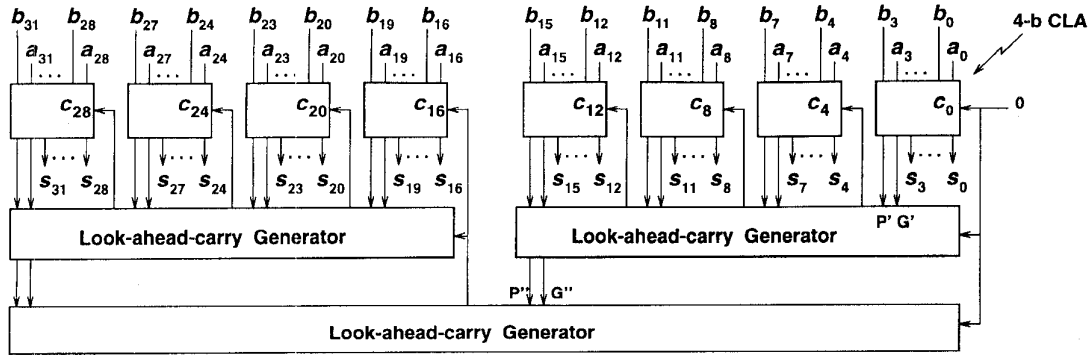 b31 b28 b27 b24 b23 b20 b19 b16 b15 b12 b11 b8 b7 b4 b3 b0 4-b CLA
a31 a28 a27 a24 a23 a20 a19 a16 a15 a12 a11 a8 a7 a4 a3 a0
... ... ... ... ... ... ... ...
c28 c24 c20 c16 c12 c8 c4 c0 0
... ... ... ... ... ... ... ...
s31 s28 s27 s24 s23 s20 s19 s16 s15 s12 s11 s8 s7 s4 s3 s0
P' G'
Look-ahead-carry Generator Look-ahead-carry Generator
P" G"
Look-ahead-carry Generator